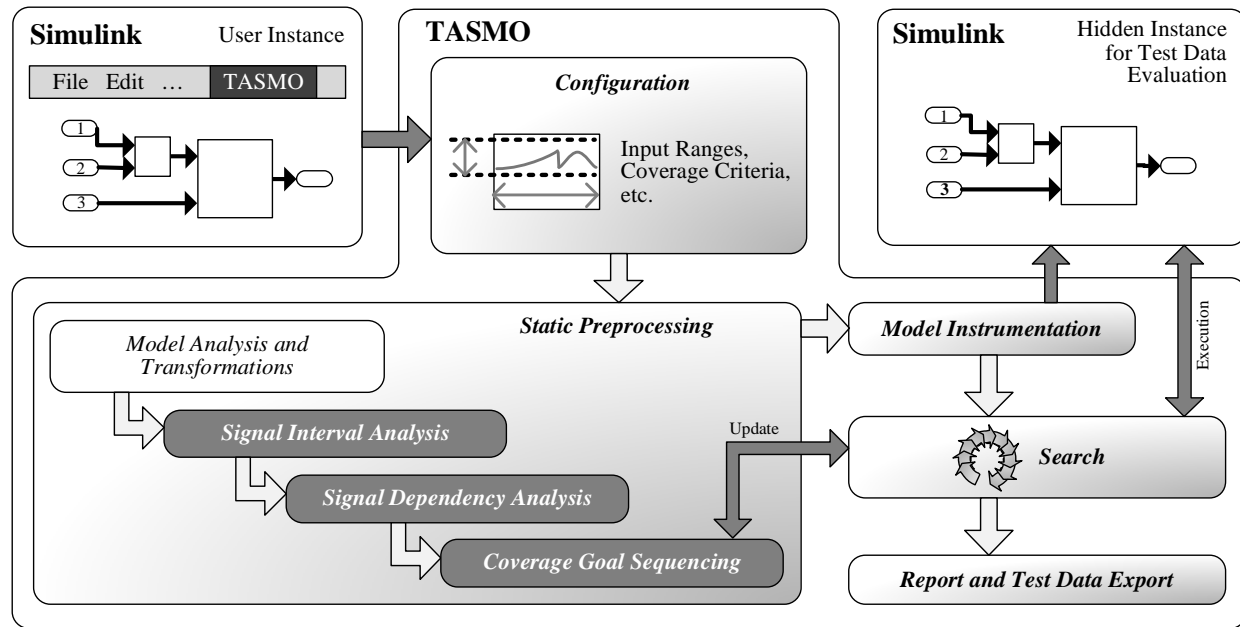 Simulink
User Instance
File Edit … TASMO
1
2
3
TASMO
Configuration
Input Ranges,
Coverage Criteria,
etc.
Simulink
Hidden Instance
for Test Data
Evaluation
1
2
3
Static Preprocessing
Model Analysis and
Transformations
Signal Interval Analysis
Signal Dependency Analysis
Coverage Goal Sequencing
Update
Model Instrumentation
Execution
Search
Report and Test Data Export